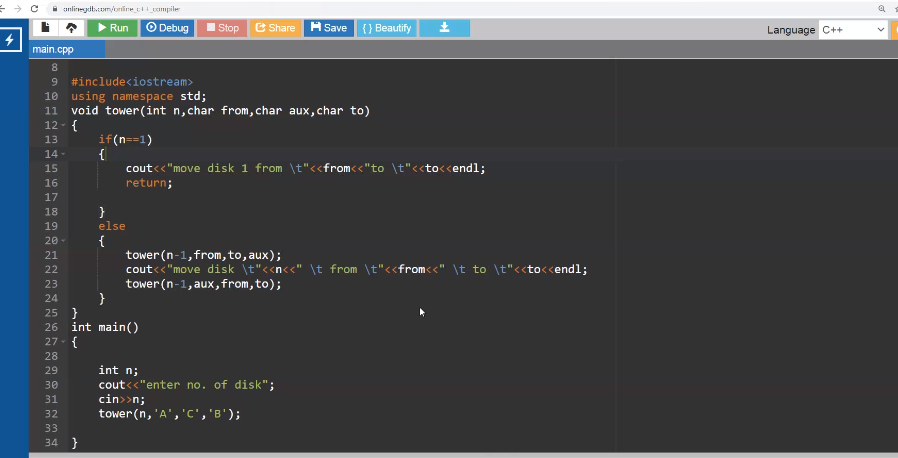 onlinegdb.com/online_c++_compiler
Run Debug Stop Share Save { } Beautify
Language C++
main.cpp
8
9 #include<iostream>
10 using namespace std;
11 void tower(int n,char from,char aux,char to)
12 {
13 if(n==1)
14 {
15 cout<<"move disk 1 from \t"<<from<<"to \t"<<to<<endl;
16 return;
17
18 }
19 else
20 {
21 tower(n-1,from,to,aux);
22 cout<<"move disk \t"<<n<<" \t from \t"<<from<<" \t to \t"<<to<<endl;
23 tower(n-1,aux,from,to);
24 }
25 }
26 int main()
27 {
28
29 int n;
30 cout<<"enter no. of disk";
31 cin>>n;
32 tower(n,'A','C','B');
33
34 }